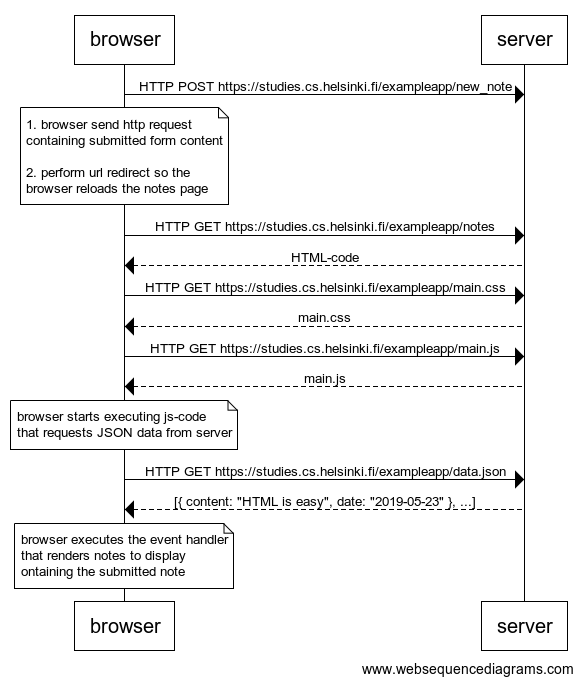 browser
server
HTTP POST https://studies.cs.helsinki.fi/exampleapp/new_note
1. browser send http request
containing submitted form content
2. perform url redirect so the
browser reloads the notes page
HTTP GET https://studies.cs.helsinki.fi/exampleapp/notes
HTML-code
HTTP GET https://studies.cs.helsinki.fi/exampleapp/main.css
main.css
HTTP GET https://studies.cs.helsinki.fi/exampleapp/main.js
main.js
browser starts executing js-code
that requests JSON data from server
HTTP GET https://studies.cs.helsinki.fi/exampleapp/data.json
[{ content: "HTML is easy", date: "2019-05-23" }, ...]
browser executes the event handler
that renders notes to display
ontaining the submitted note
browser
server
www.websequencediagrams.com